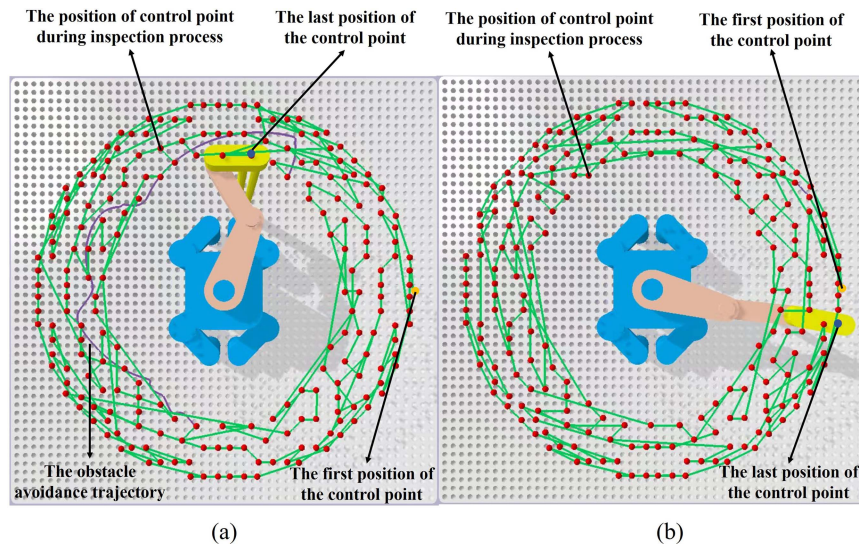 The position of control point
during inspection process
The last position of
the control point
The obstacle
avoidance trajectory
The first position of
the control point
(a)
The position of control point
during inspection process
The first position of
the control point
The last position of
the control point
(b)